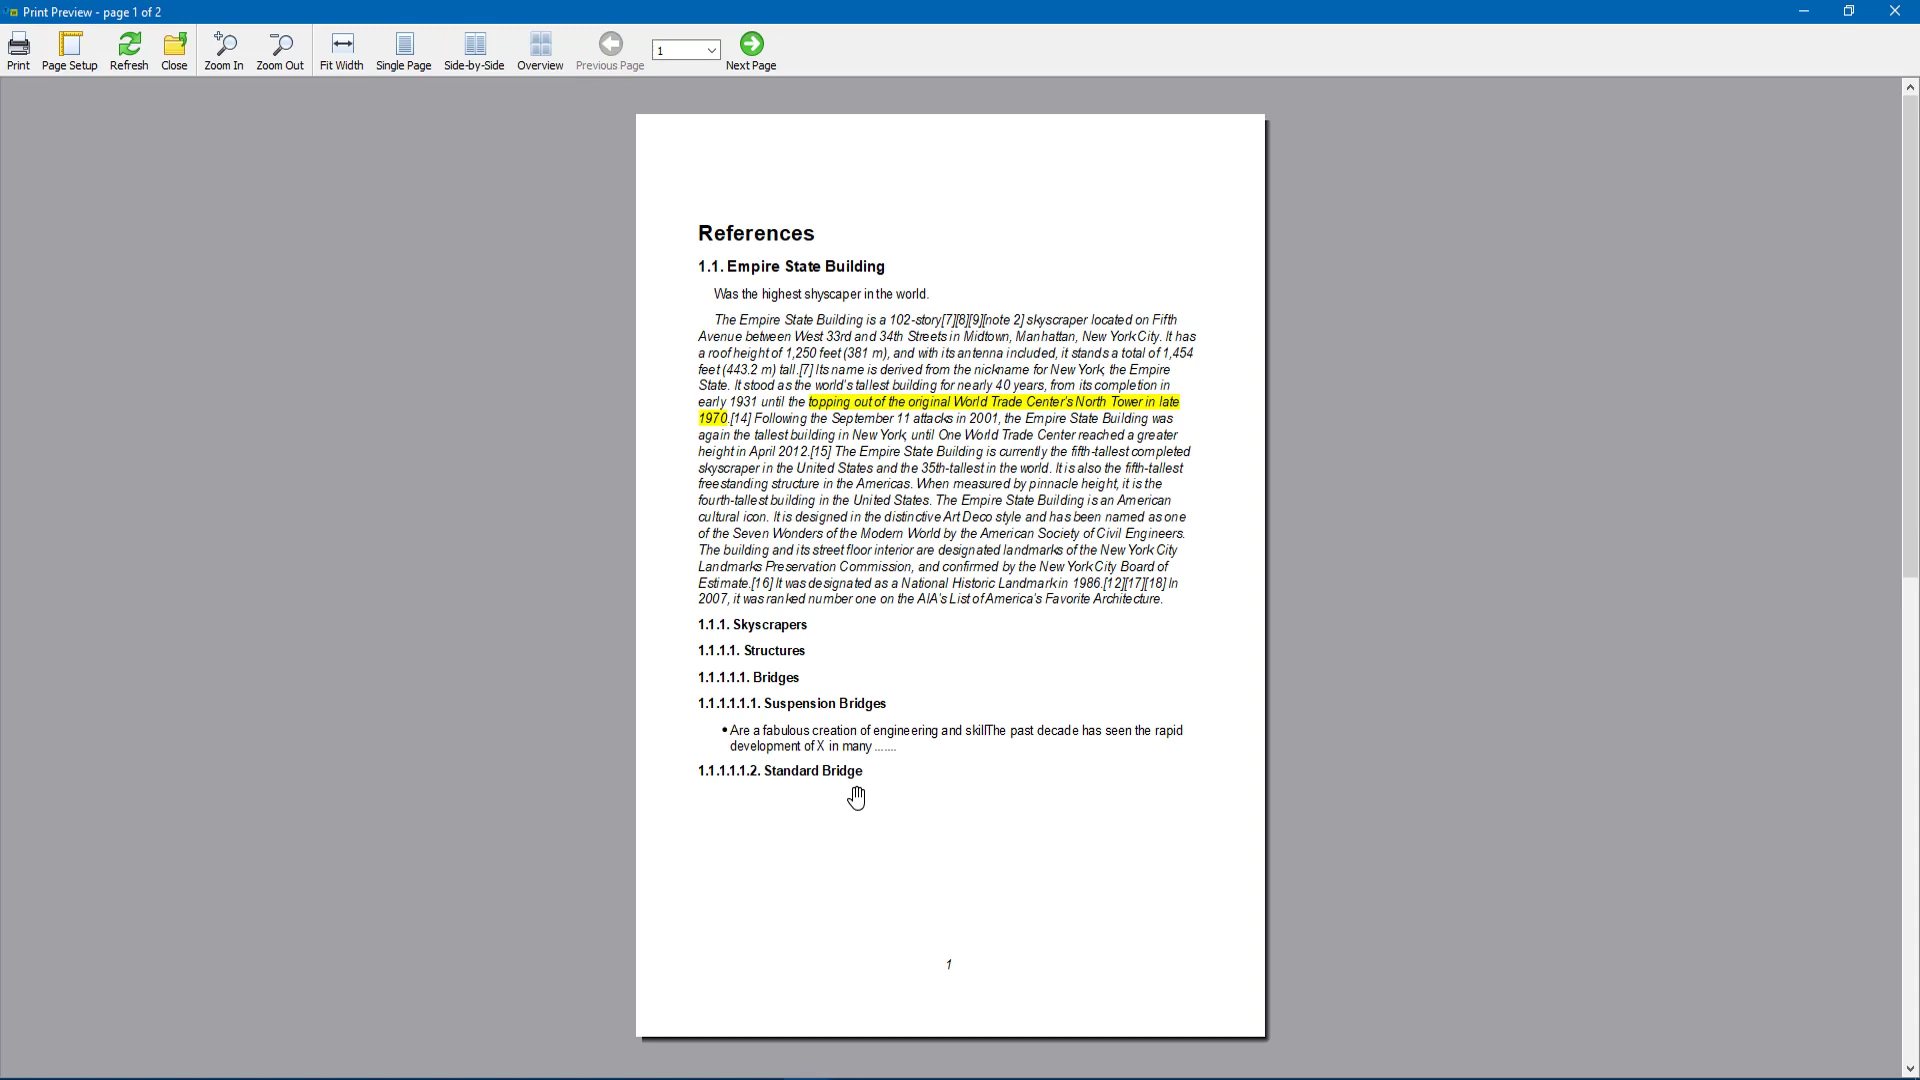 Print Preview - page 1 of 2
Print Page Setup Refresh Close Zoom In Zoom Out Fit Width Single Page Side-by-Side Overview Previous Page 1 Next Page
References
1.1. Empire State Building
Was the highest shyscaper in the world.
The Empire State Building is a 102-story[7][8][9][note 2] skyscraper located on Fifth
Avenue between West 33rd and 34th Streets in Midtown, Manhattan, New York City. It has
a roof height of 1,250 feet (381 m), and with its antenna included, it stands a total of 1,454
feet (443.2 m) tall.[7] Its name is derived from the nickname for New York, the Empire
State. It stood as the world's tallest building for nearly 40 years, from its completion in
early 1931 until the topping out of the original World Trade Center's North Tower in late
1970.[14] Following the September 11 attacks in 2001, the Empire State Building was
again the tallest building in New York, until One World Trade Center reached a greater
height in April 2012.[15] The Empire State Building is currently the fifth-tallest completed
skyscraper in the United States and the 35th-tallest in the world. It is also the fifth-tallest
freestanding structure in the Americas. When measured by pinnacle height, it is the
fourth-tallest building in the United States. The Empire State Building is an American
cultural icon. It is designed in the distinctive Art Deco style and has been named as one
of the Seven Wonders of the Modern World by the American Society of Civil Engineers.
The building and its street floor interior are designated landmarks of the New York City
Landmarks Preservation Commission, and confirmed by the New York City Board of
Estimate.[16] It was designated as a National Historic Landmark in 1986.[12][17][18] In
2007, it was ranked number one on the AIA's List of America's Favorite Architecture.
1.1.1. Skyscrapers
1.1.1.1. Structures
1.1.1.1.1. Bridges
1.1.1.1.1.1. Suspension Bridges
• Are a fabulous creation of engineering and skillThe past decade has seen the rapid
development of X in many .......
1.1.1.1.1.2. Standard Bridge
1